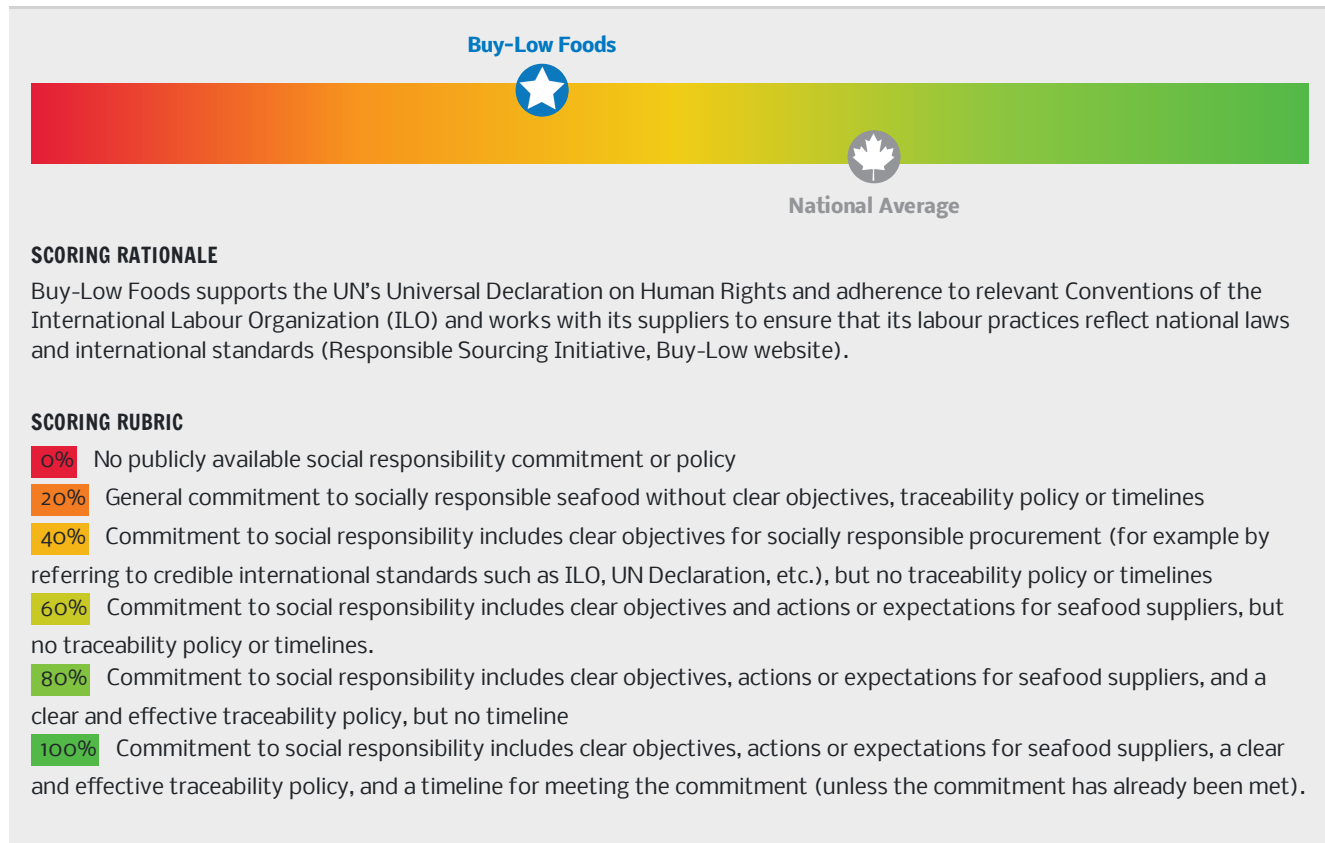 Buy-Low Foods
National Average
SCORING RATIONALE
Buy-Low Foods supports the UN's Universal Declaration on Human Rights and adherence to relevant Conventions of the
International Labour Organization (ILO) and works with its suppliers to ensure that its labour practices reflect national laws
and international standards (Responsible Sourcing Initiative, Buy-Low website).
SCORING RUBRIC
0% No publicly available social responsibility commitment or policy
20% General commitment to socially responsible seafood without clear objectives, traceability policy or timelines
40% Commitment to social responsibility includes clear objectives for socially responsible procurement (for example by
referring to credible international standards such as ILO, UN Declaration, etc.), but no traceability policy or timelines
60% Commitment to social responsibility includes clear objectives and actions or expectations for seafood suppliers, but
no traceability policy or timelines.
80% Commitment to social responsibility includes clear objectives, actions or expectations for seafood suppliers, and a
clear and effective traceability policy, but no timeline
100% Commitment to social responsibility includes clear objectives, actions or expectations for seafood suppliers, a clear
and effective traceability policy, and a timeline for meeting the commitment (unless the commitment has already been met).